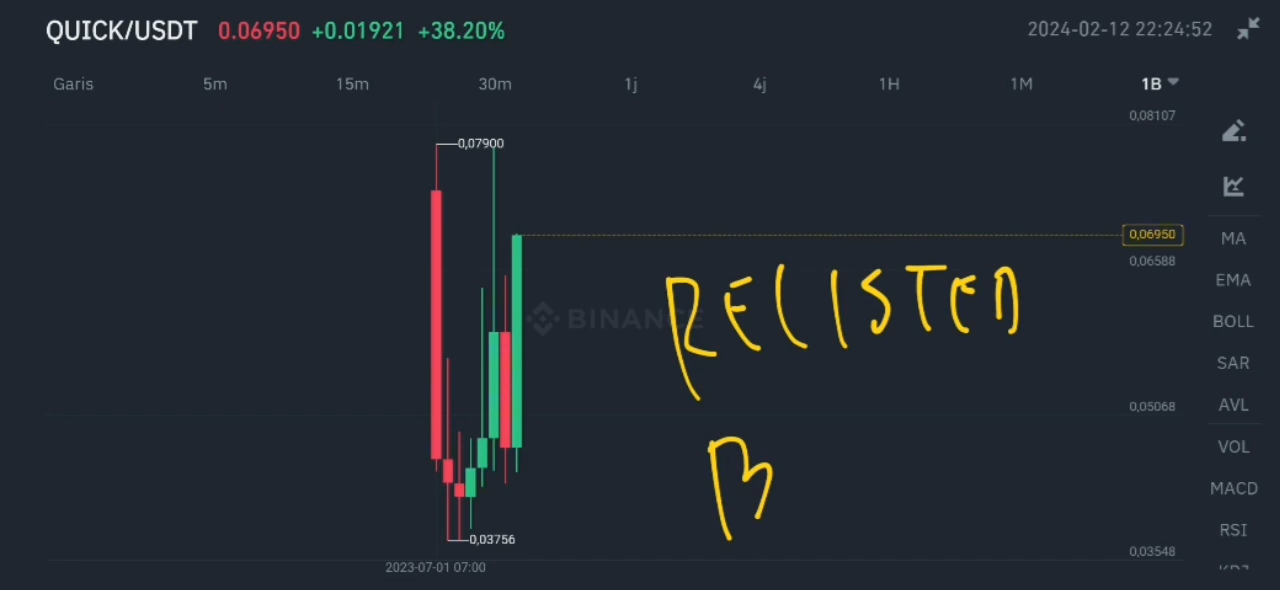 QUICK/USDT 0.06950 +0.01921 +38.20% 2024-02-12 22:24:52
Garis 5m 15m 30m 1j 4j 1H 1M 1B
0,08107
0,07900
0,06950
MA
0,06588
EMA
RELISTED
BINANCE
BOLL
SAR
0,05068
AVL
VOL
MACD
0,03756
RSI
0,03548
2023-07-01 07:00